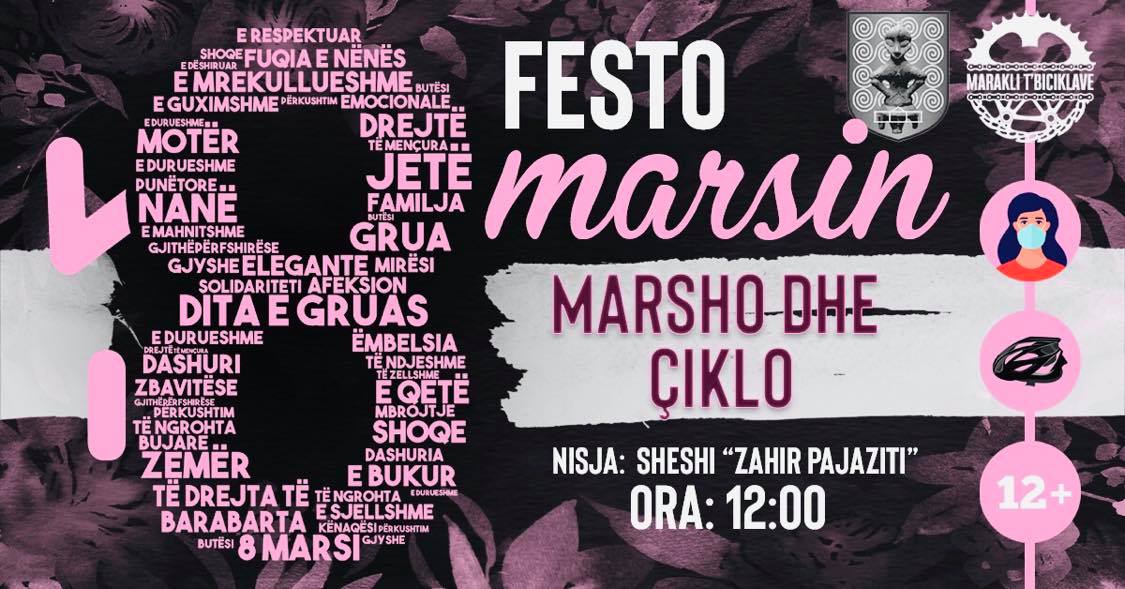 E RESPEKTUAR
SHOQE FUQIA E NËNËS
E DËSHIRUAR
E MREKULLUESHME BUTËSI
E GUXIMSHME PËRKUSHTIM EMOCIONALE
E DURUESHME DREJTË
MOTËR TË MENÇURA
E DURUESHME JETË
PUNËTORE FAMILJA
NANË BUTËSI
E MAHNITSHME GRUA
GJITHËPËRFSHIRËSE
GJYSHE ELEGANTE MIRËSI
SOLIDARITETI AFEKSION
DITA E GRUAS
E DURUESHME ËMBELSIA
DREJTË TË MENÇURA TË NDJESHME
DASHURI TË ZELLSHME
ZBAVITËSE E QETË
GJITHËRËRFSHIRËSE
PËRKUSHTIM MBROJTJE
TË NGROHTA SHOQE
BUJARE DASHURIA
ZEMËR E BUKUR
TË DREJTA TË TË NGROHTA E DURUESHME
BARABARTA E SJELLSHME
KËNAQËSI PËRKUSHTIM
BUTËSI 8 MARSI GJYSHE
FESTO
marsin
MARSHO DHE
ÇIKLO
NISJA: SHESHI “ZAHIR PAJAZITI”
ORA: 12:00
MARAKLI T'BICIKLAVE
12+